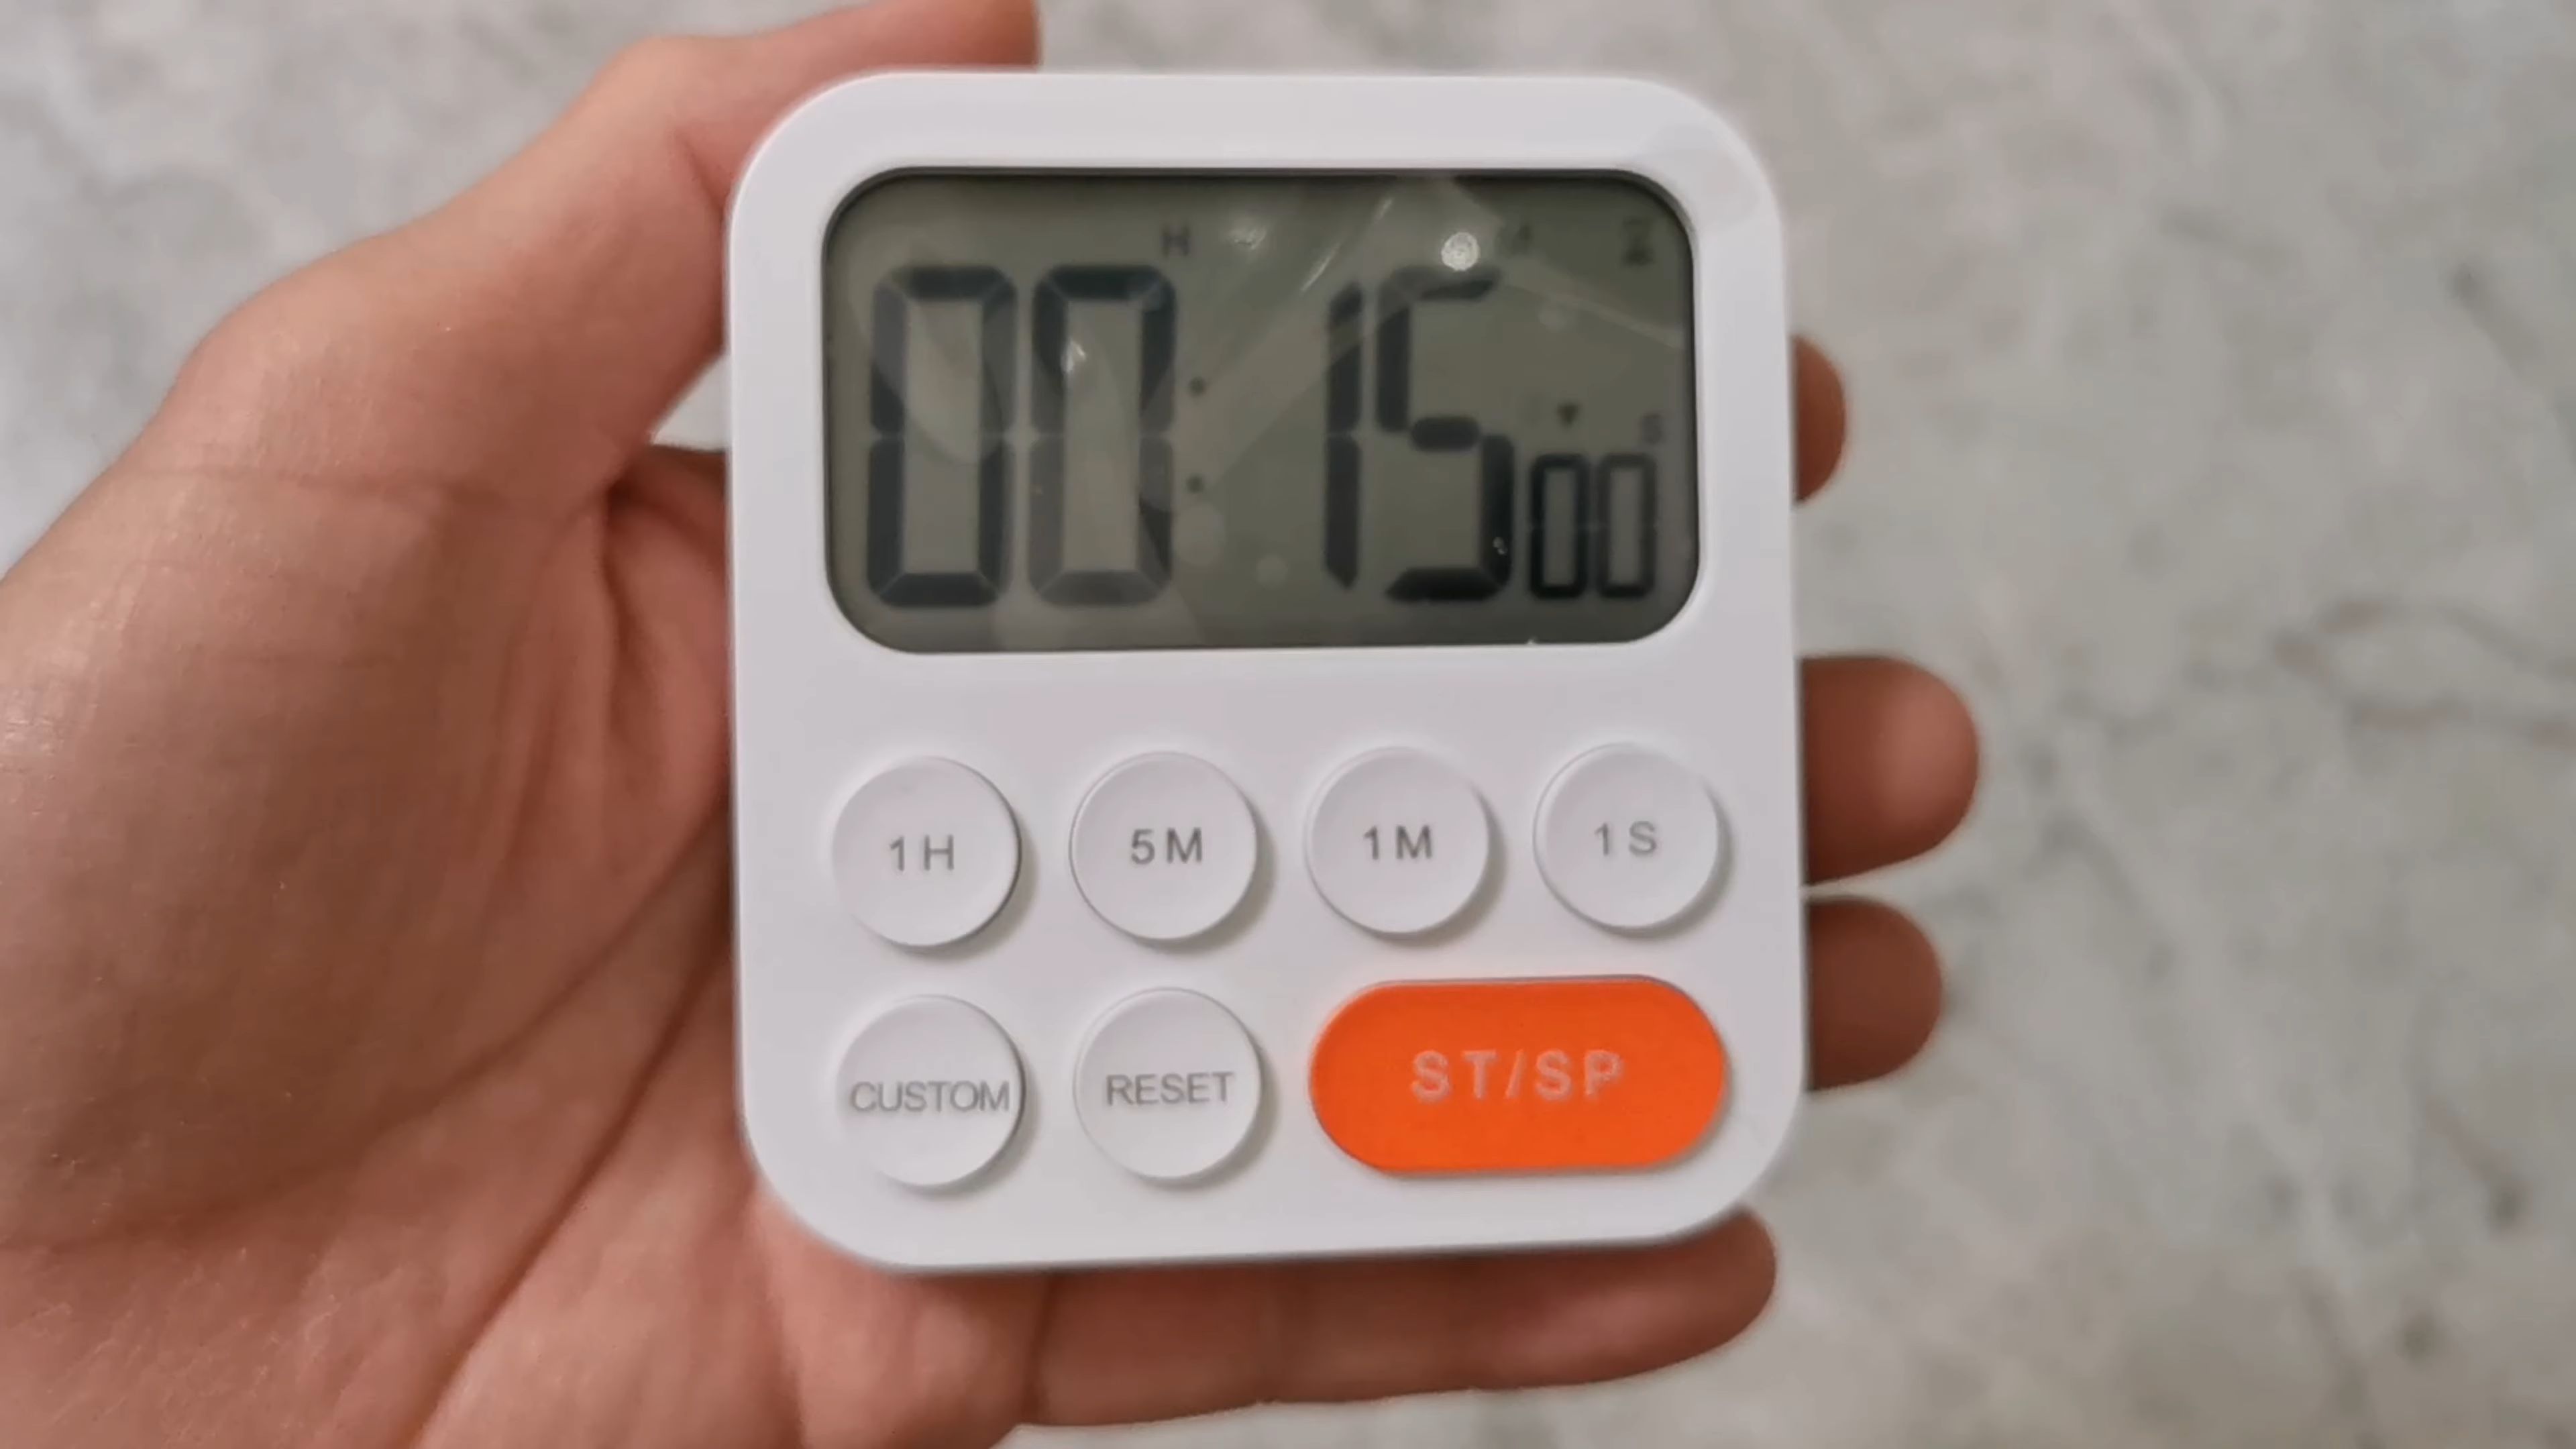 H M
00:15 00
S
1H 5M 1M 1S
CUSTOM RESET ST/SP